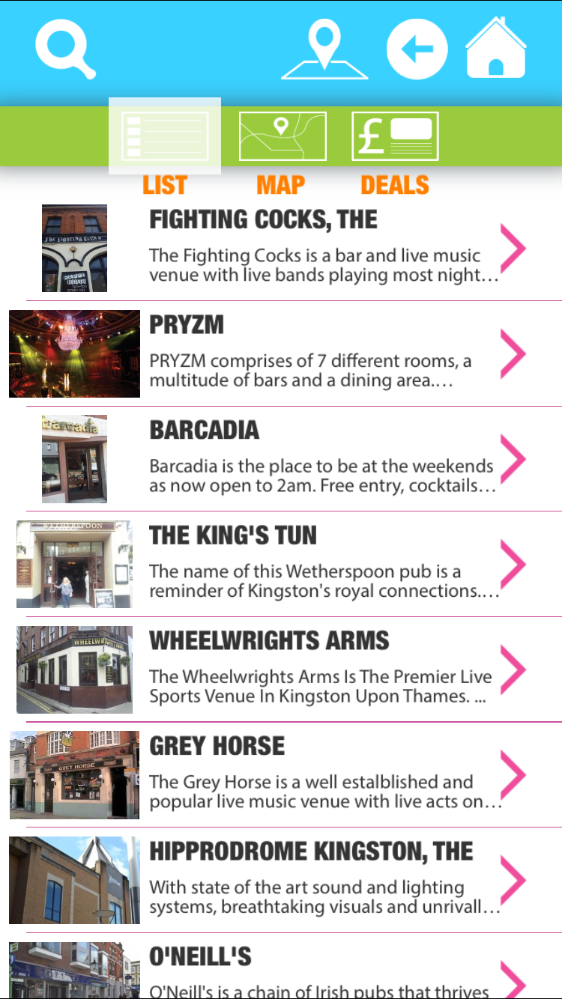 £
LIST MAP DEALS
FIGHTING COCKS, THE
The Fighting Cocks is a bar and live music
venue with live bands playing most night…
PRYZM
PRYZM comprises of 7 different rooms, a
multitude of bars and a dining area.…
barcadia
BARCADIA
Barcadia is the place to be at the weekends
as now open to 2am. Free entry, cocktails…
WETHERSPOON
THE KING'S TUN
The name of this Wetherspoon pub is a
reminder of Kingston's royal connections.…
WHEELWRIGHTS ARMS
The Wheelwrights Arms Is The Premier Live
Sports Venue In Kingston Upon Thames. ...
GREY HORSE
GREY HORSE
The Grey Horse is a well estalblished and
popular live music venue with live acts on…
HIPPRODROME KINGSTON, THE
With state of the art sound and lighting
systems, breathtaking visuals and unrivall…
O'NEILL'S
O'Neill's is a chain of Irish pubs that thrives